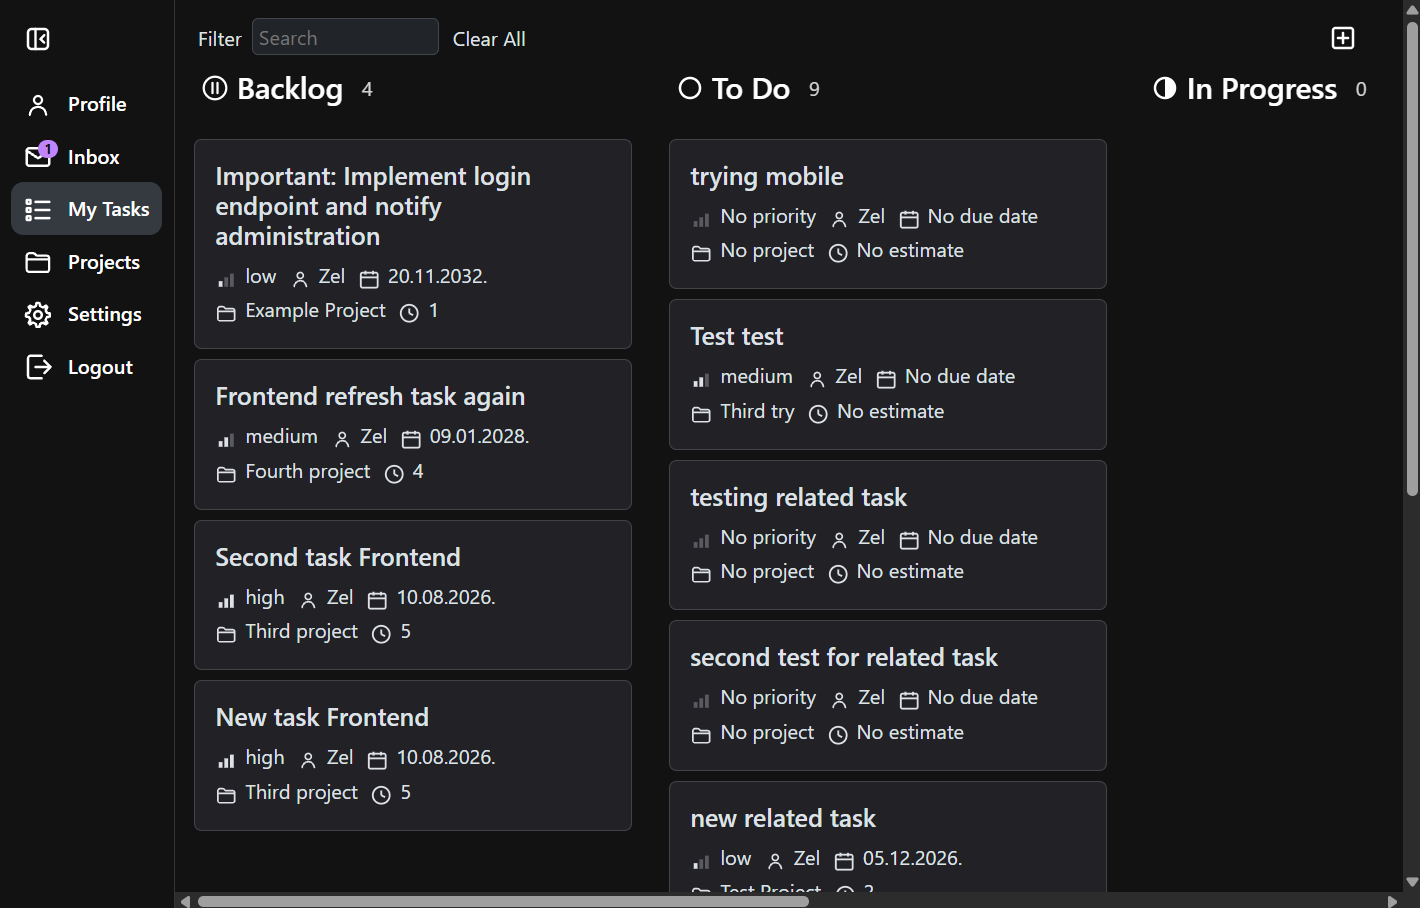 Profile
1
Inbox
My Tasks
Projects
Settings
Logout
Filter
Search
Clear All
Backlog 4
Important: Implement login
endpoint and notify
administration
low Zel 20.11.2032.
Example Project 1
Frontend refresh task again
medium Zel 09.01.2028.
Fourth project 4
Second task Frontend
high Zel 10.08.2026.
Third project 5
New task Frontend
high Zel 10.08.2026.
Third project 5
To Do 9
trying mobile
No priority Zel No due date
No project No estimate
Test test
medium Zel No due date
Third try No estimate
testing related task
No priority Zel No due date
No project No estimate
second test for related task
No priority Zel No due date
No project No estimate
new related task
low Zel 05.12.2026.
Test Project 2
In Progress 0